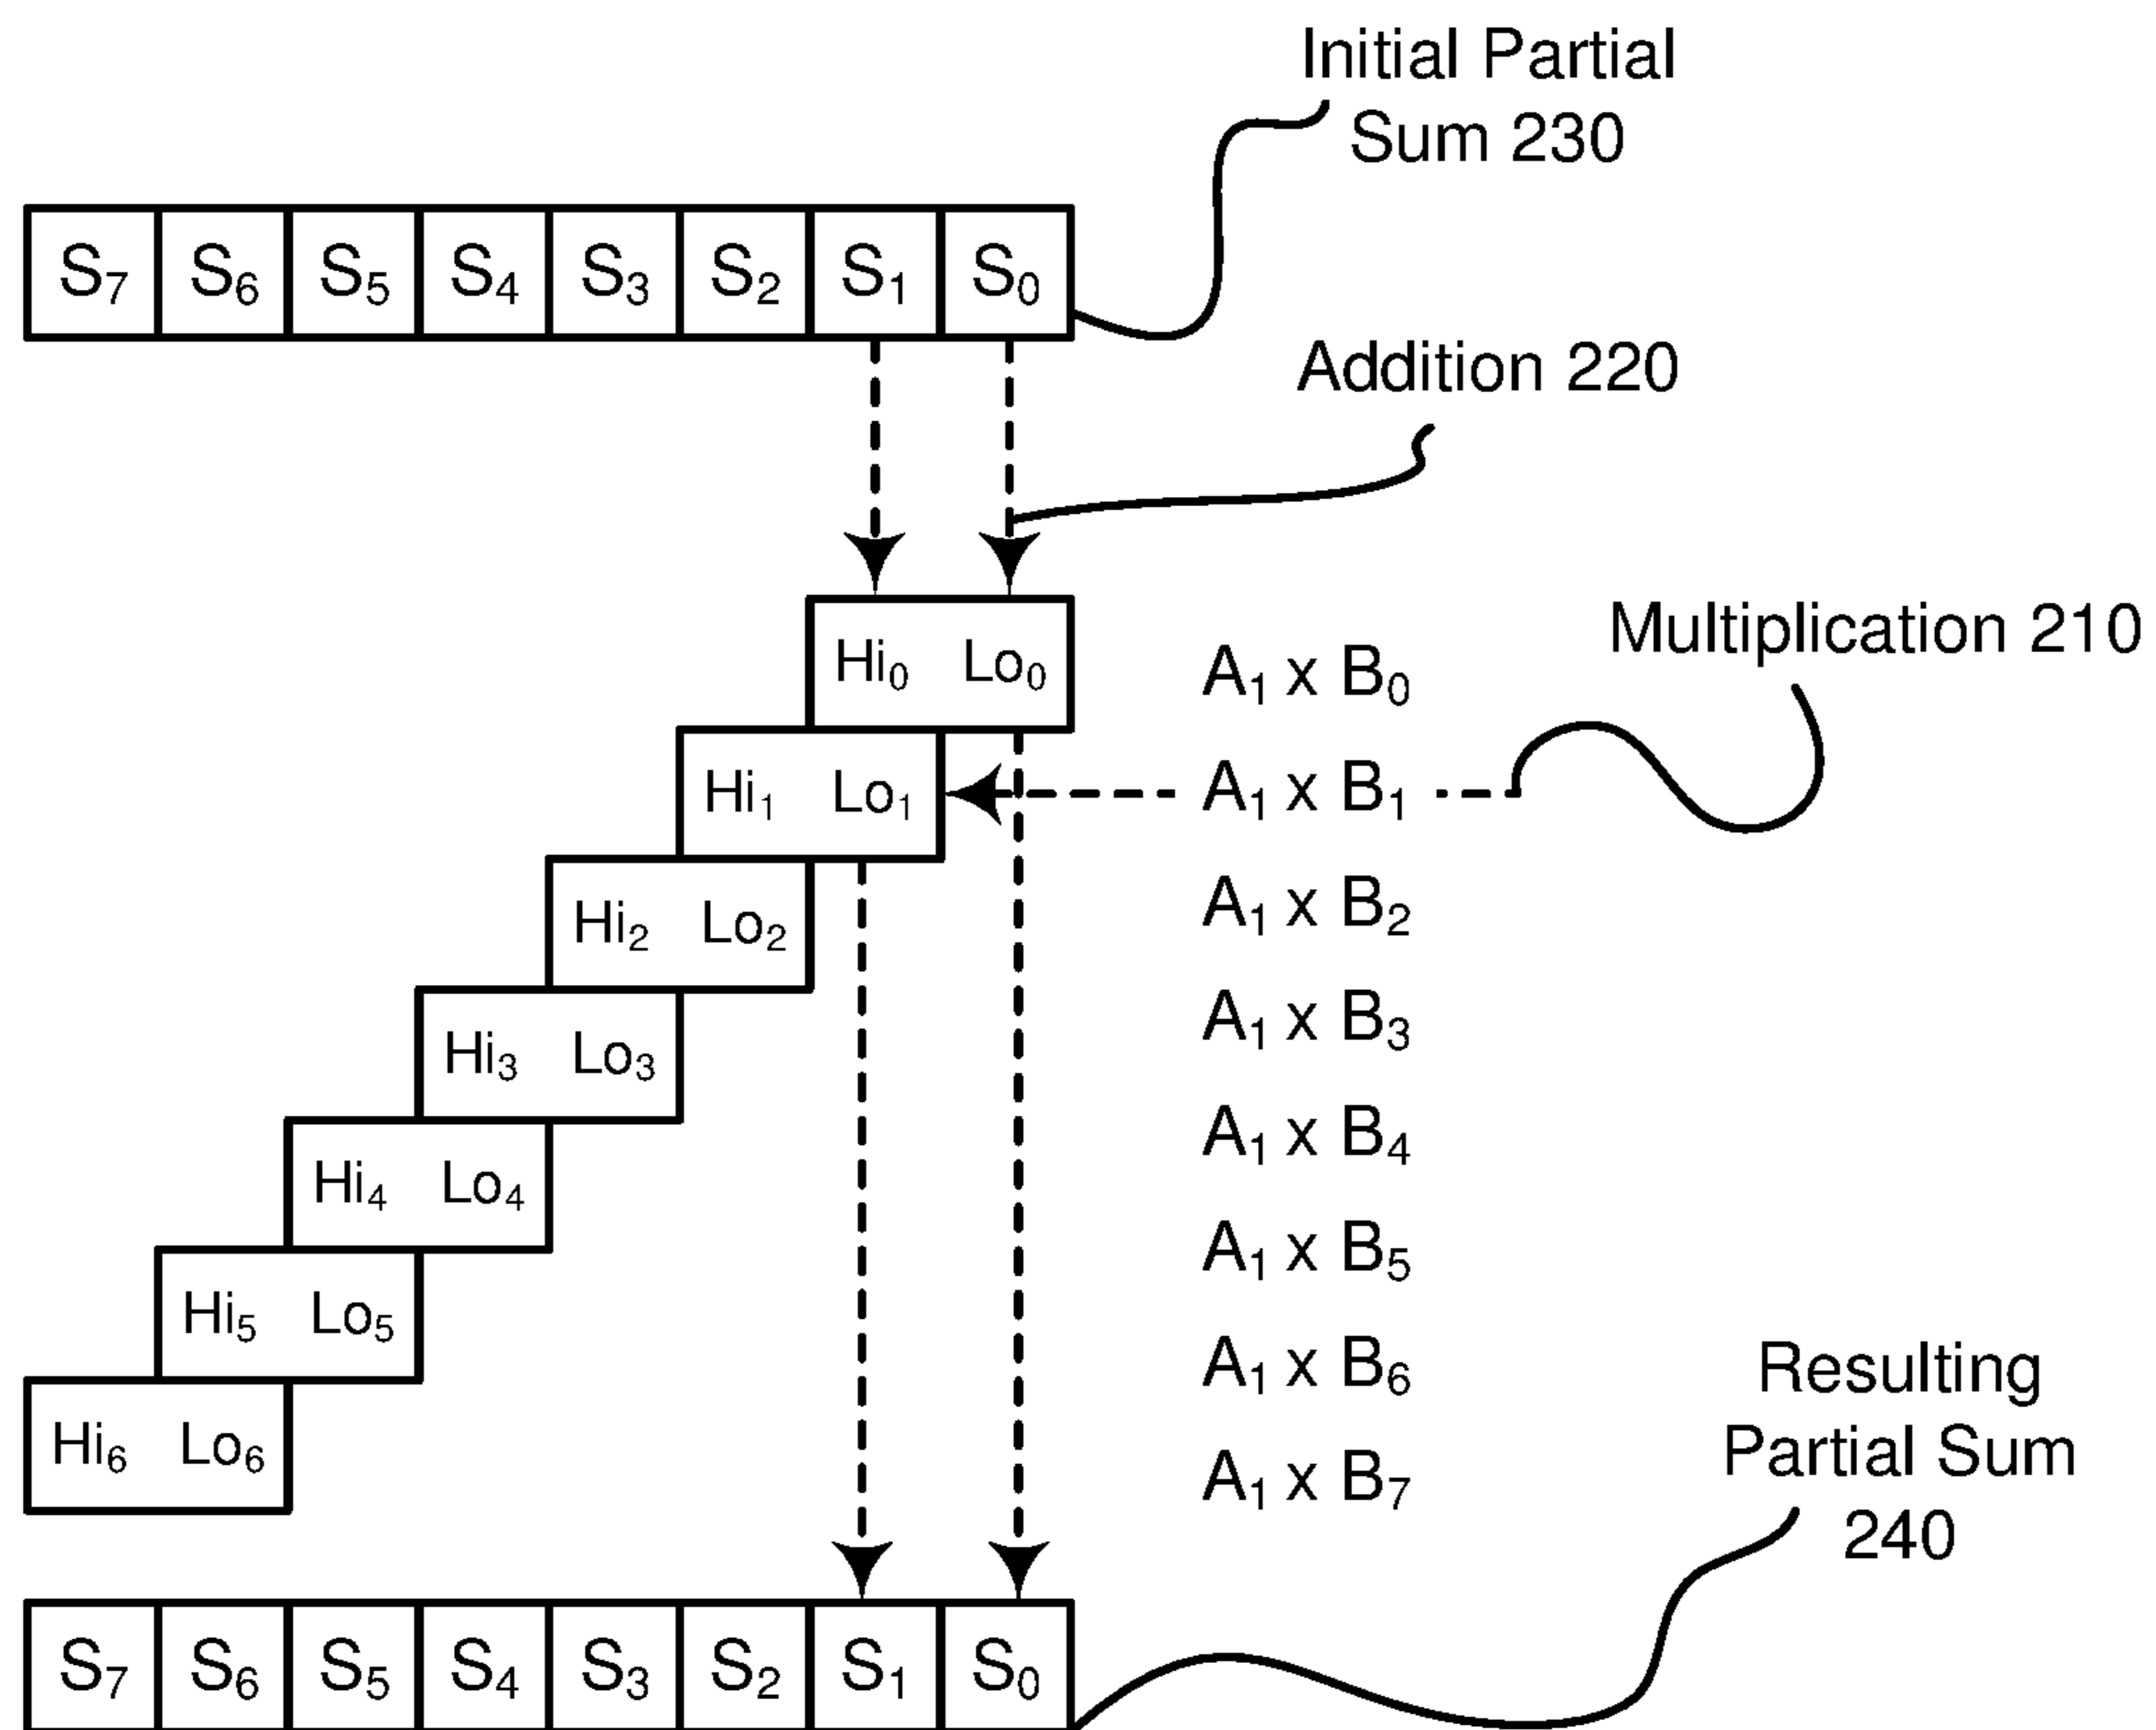 Initial Partial
Sum 230
S₇ S₆ S₅ S₄ S₃ S₂ S₁ S₀
Addition 220
Multiplication 210
Hi₀ Lo₀ A₁ x B₀
Hi₁ Lo₁ A₁ x B₁
Hi₂ Lo₂ A₁ x B₂
Hi₃ Lo₃ A₁ x B₃
Hi₄ Lo₄ A₁ x B₄
Hi₅ Lo₅ A₁ x B₅
Hi₆ Lo₆ A₁ x B₆
A₁ x B₇
Resulting
Partial Sum
240
S₇ S₆ S₅ S₄ S₃ S₂ S₁ S₀